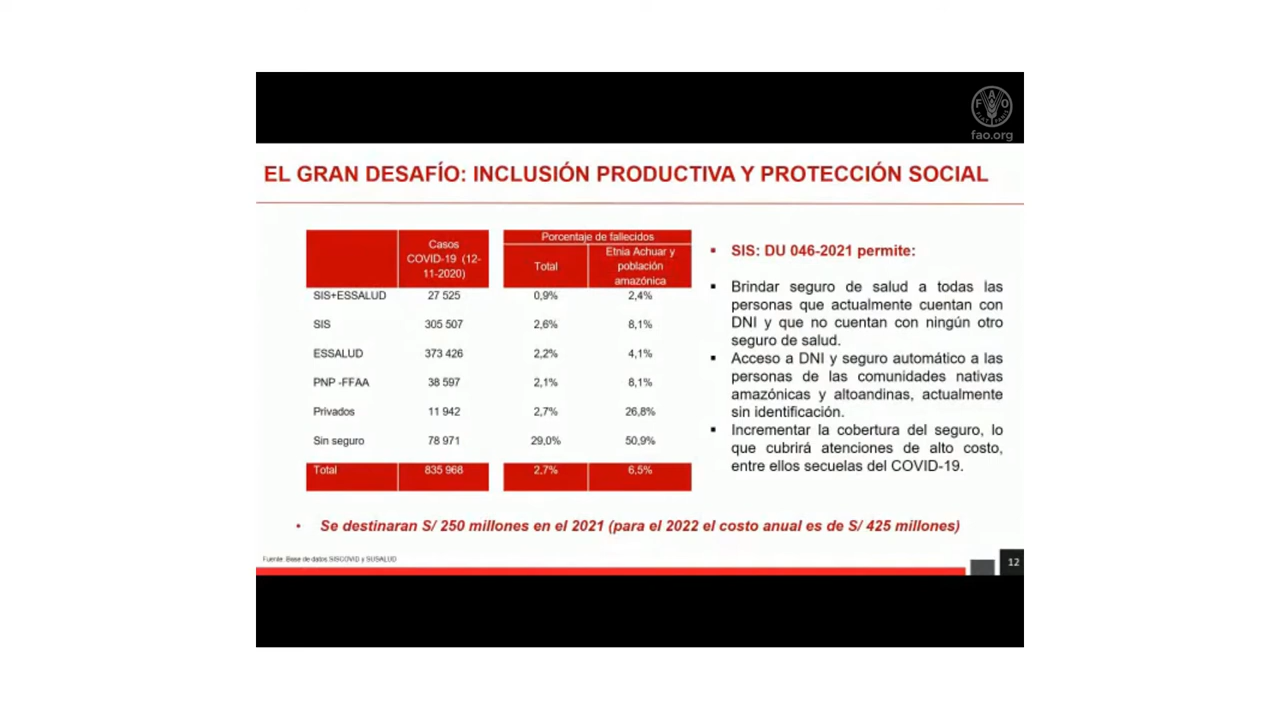 FAO
FIAT PANIS
fao.org
EL GRAN DESAFÍO: INCLUSIÓN PRODUCTIVA Y PROTECCIÓN SOCIAL
Casos
COVID-19 (12-
11-2020)
Porcentaje de fallecidos
Total
Etnia Achuar y
población
amazónica
SIS+ESSALUD 27 525 0,9% 2,4%
SIS 305 507 2,6% 8,1%
ESSALUD 373 426 2,2% 4,1%
PNP -FFAA 38 597 2,1% 8,1%
Privados 11 942 2,7% 26,8%
Sin seguro 78 971 29,0% 50,9%
Total 835 968 2,7% 6,5%
▪ SIS: DU 046-2021 permite:
▪ Brindar seguro de salud a todas las
personas que actualmente cuentan con
DNI y que no cuentan con ningún otro
seguro de salud.
▪ Acceso a DNI y seguro automático a las
personas de las comunidades nativas
amazónicas y altoandinas, actualmente
sin identificación.
▪ Incrementar la cobertura del seguro, lo
que cubrirá atenciones de alto costo,
entre ellos secuelas del COVID-19.
• Se destinaran S/ 250 millones en el 2021 (para el 2022 el costo anual es de S/ 425 millones)
Fuente: Base de datos SISCOVID y SUSALUD
12